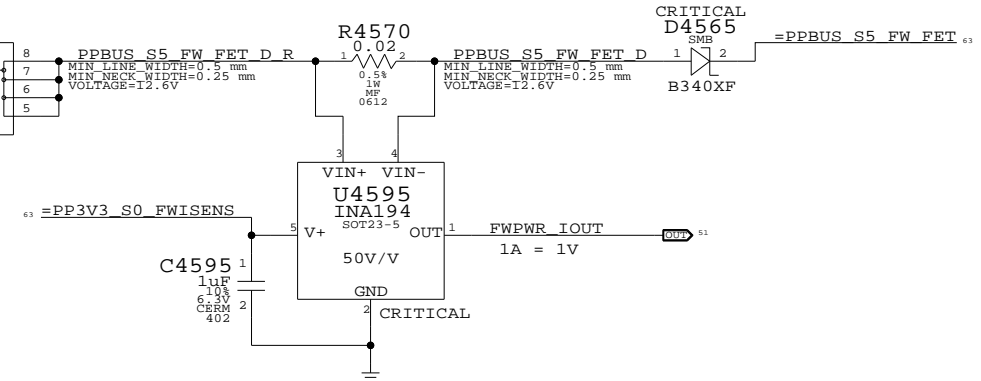 CRITICAL
D4565
SMB
1 2
B340XF
=PPBUS_S5_FW_FET 63
R4570
0.02
1 2
0.5%
1W
MF
0612
8
7
6
5
PPBUS_S5_FW_FET_D_R
MIN_LINE_WIDTH=0.5 mm
MIN_NECK_WIDTH=0.25 mm
VOLTAGE=12.6V
PPBUS_S5_FW_FET_D
MIN_LINE_WIDTH=0.5 mm
MIN_NECK_WIDTH=0.25 mm
VOLTAGE=12.6V
3 4
VIN+ VIN-
U4595
INA194
SOT23-5
5 V+ OUT 1
50V/V
GND
2
CRITICAL
63 =PP3V3_S0_FWISENS
C4595 1
1uF
10%
6.3V 2
CERM
402
FWPWR_IOUT
1A = 1V
OUT 51